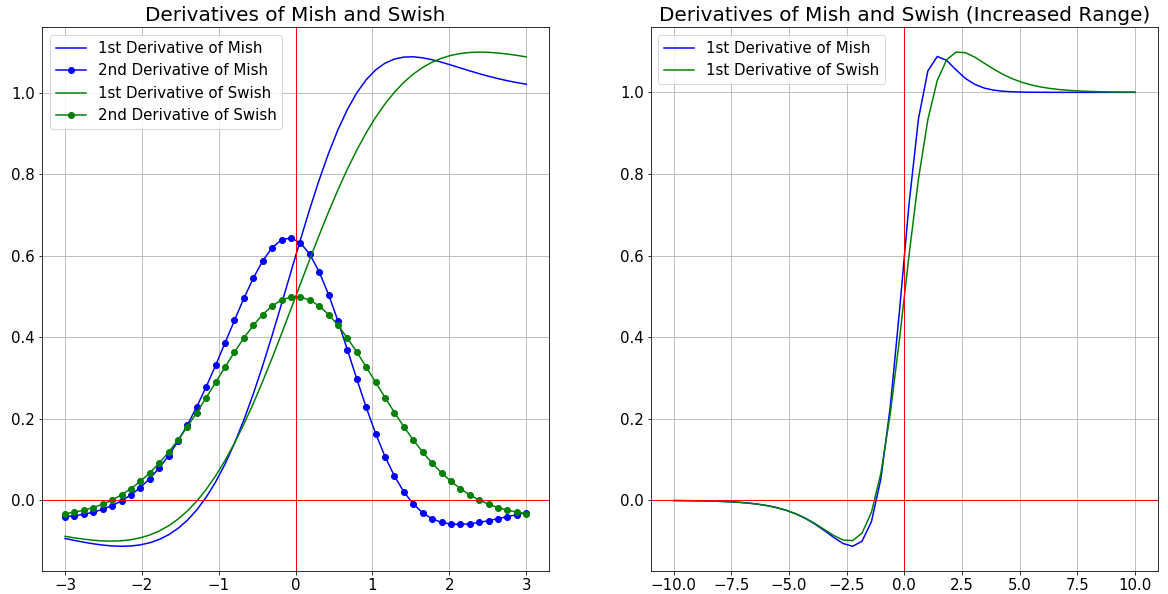 Derivatives of Mish and Swish
1st Derivative of Mish
2nd Derivative of Mish
1st Derivative of Swish
2nd Derivative of Swish
1.0
0.8
0.6
0.4
0.2
0.0
−3 −2 −1 0 1 2 3
Derivatives of Mish and Swish (Increased Range)
1st Derivative of Mish
1st Derivative of Swish
1.0
0.8
0.6
0.4
0.2
0.0
−10.0 −7.5 −5.0 −2.5 0.0 2.5 5.0 7.5 10.0